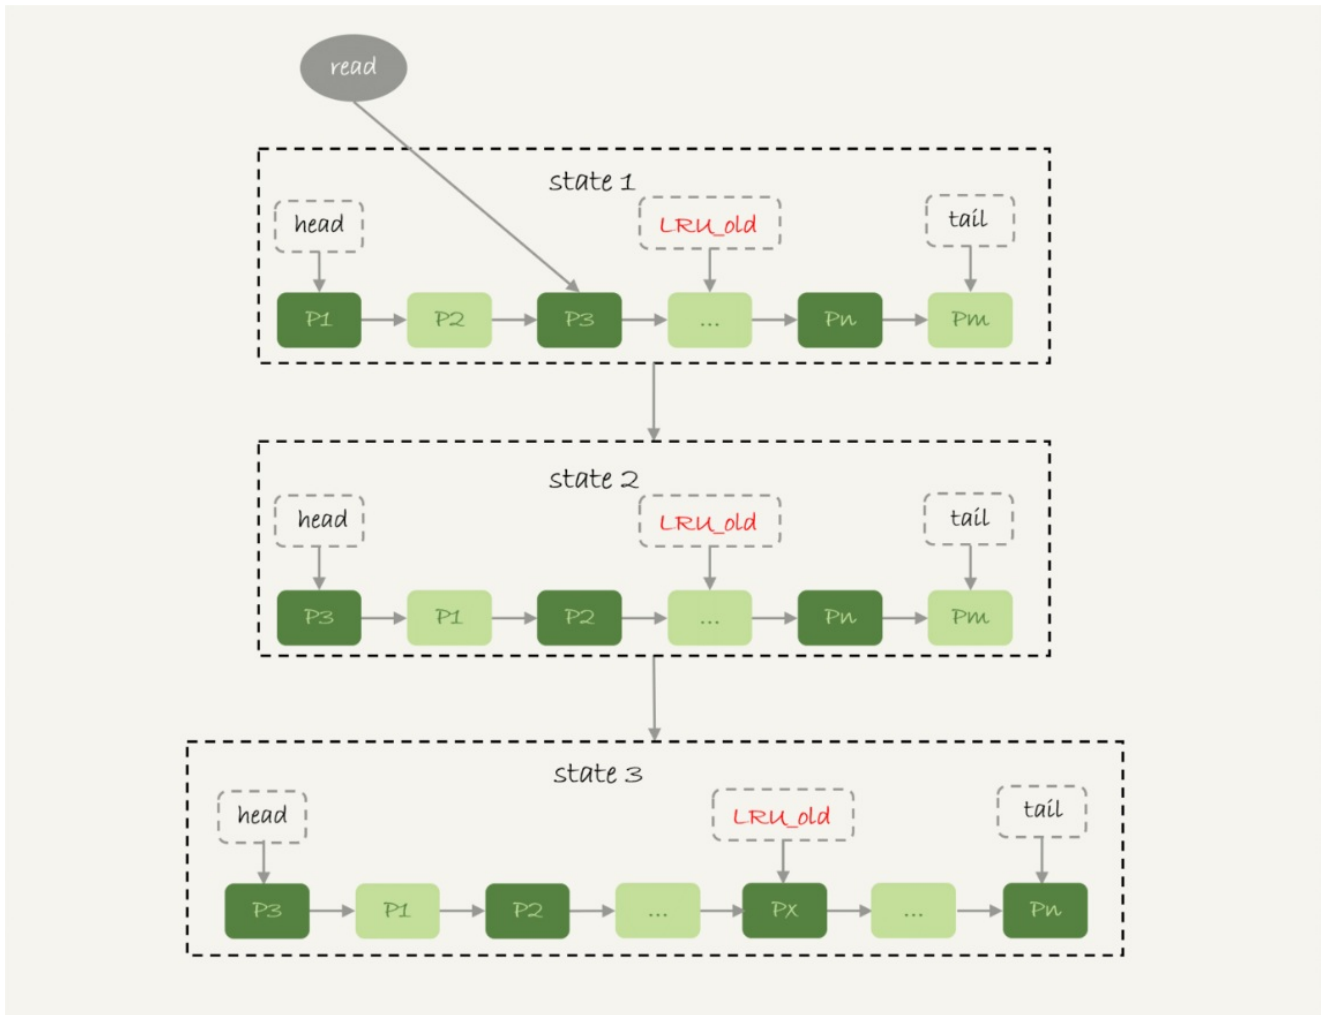 read
state 1
head
LRU_old
tail
P1
P2
P3
...
Pn
Pm
state 2
head
LRU_old
tail
P3
P1
P2
...
Pn
Pm
state 3
head
LRU_old
tail
P3
P1
P2
...
PX
...
Pn